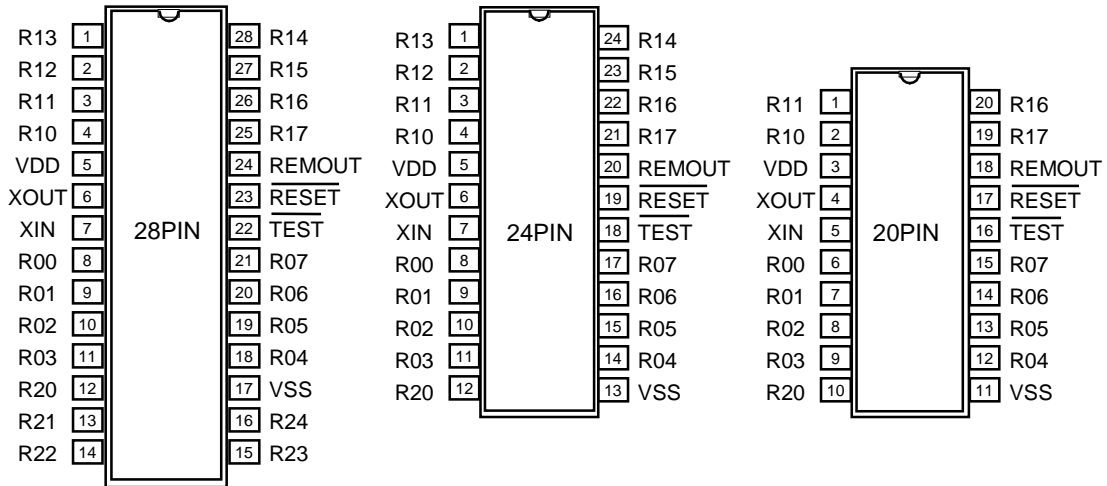 R13 1 28 R14
R12 2 27 R15
R11 3 26 R16
R10 4 25 R17
VDD 5 24 REMOUT
XOUT 6 23 RESET
XIN 7 22 TEST
R00 8 21 R07
R01 9 20 R06
R02 10 19 R05
R03 11 18 R04
R20 12 17 VSS
R21 13 16 R24
R22 14 15 R23
28PIN
R13 1 24 R14
R12 2 23 R15
R11 3 22 R16
R10 4 21 R17
VDD 5 20 REMOUT
XOUT 6 19 RESET
XIN 7 18 TEST
R00 8 17 R07
R01 9 16 R06
R02 10 15 R05
R03 11 14 R04
R20 12 13 VSS
24PIN
R11 1 20 R16
R10 2 19 R17
VDD 3 18 REMOUT
XOUT 4 17 RESET
XIN 5 16 TEST
R00 6 15 R07
R01 7 14 R06
R02 8 13 R05
R03 9 12 R04
R20 10 11 VSS
20PIN